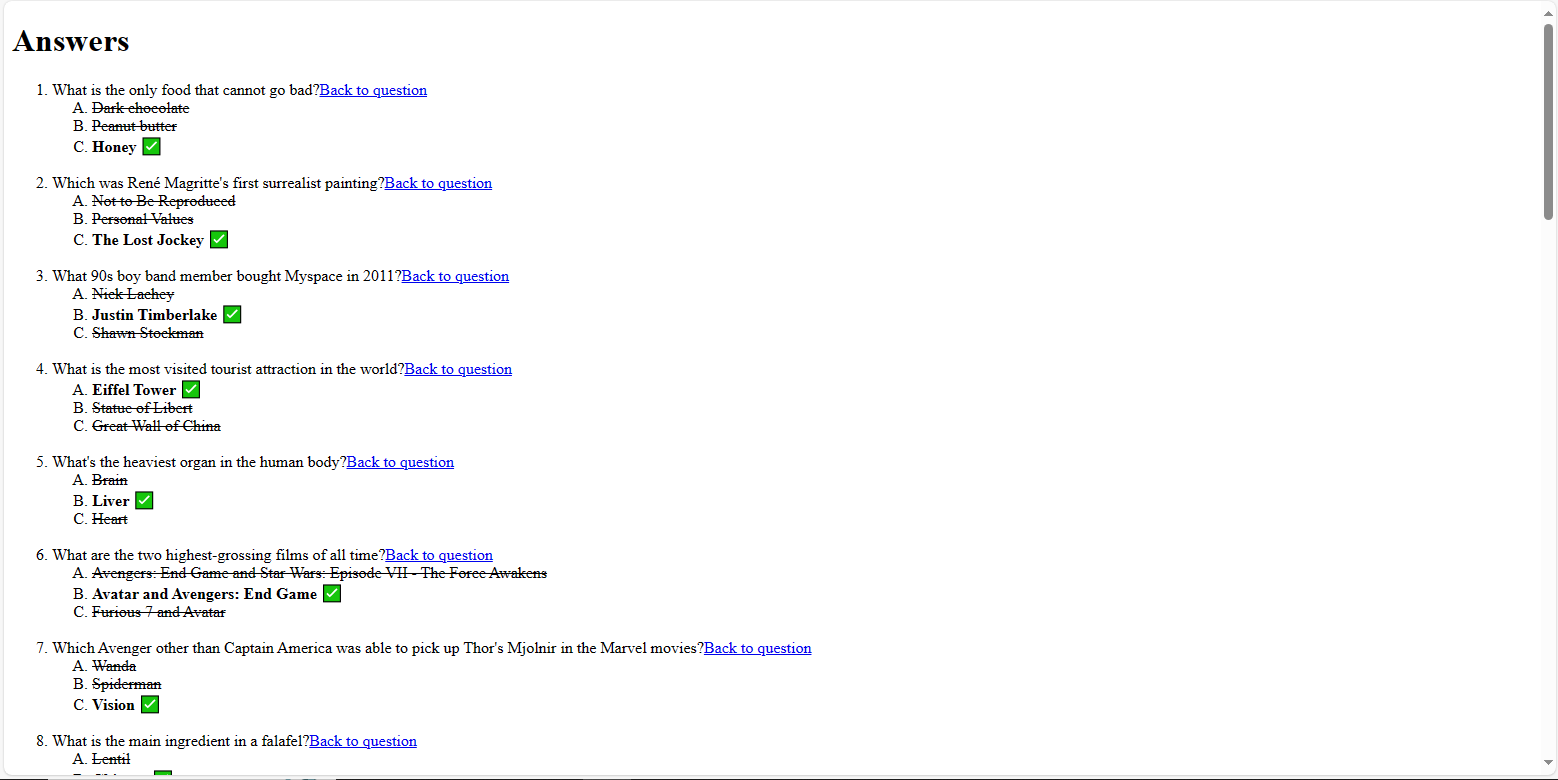 Answers
1. What is the only food that cannot go bad?Back to question
A. Dark chocolate
B. Peanut butter
C. Honey ✅
2. Which was René Magritte's first surrealist painting?Back to question
A. Not to Be Reproduced
B. Personal Values
C. The Lost Jockey ✅
3. What 90s boy band member bought Myspace in 2011?Back to question
A. Nick Lachey
B. Justin Timberlake ✅
C. Shawn Stockman
4. What is the most visited tourist attraction in the world?Back to question
A. Eiffel Tower ✅
B. Statue of Libert
C. Great Wall of China
5. What's the heaviest organ in the human body?Back to question
A. Brain
B. Liver ✅
C. Heart
6. What are the two highest-grossing films of all time?Back to question
A. Avengers: End Game and Star Wars: Episode VII - The Force Awakens
B. Avatar and Avengers: End Game ✅
C. Furious 7 and Avatar
7. Which Avenger other than Captain America was able to pick up Thor's Mjolnir in the Marvel movies?Back to question
A. Wanda
B. Spiderman
C. Vision ✅
8. What is the main ingredient in a falafel?Back to question
A. Lentil